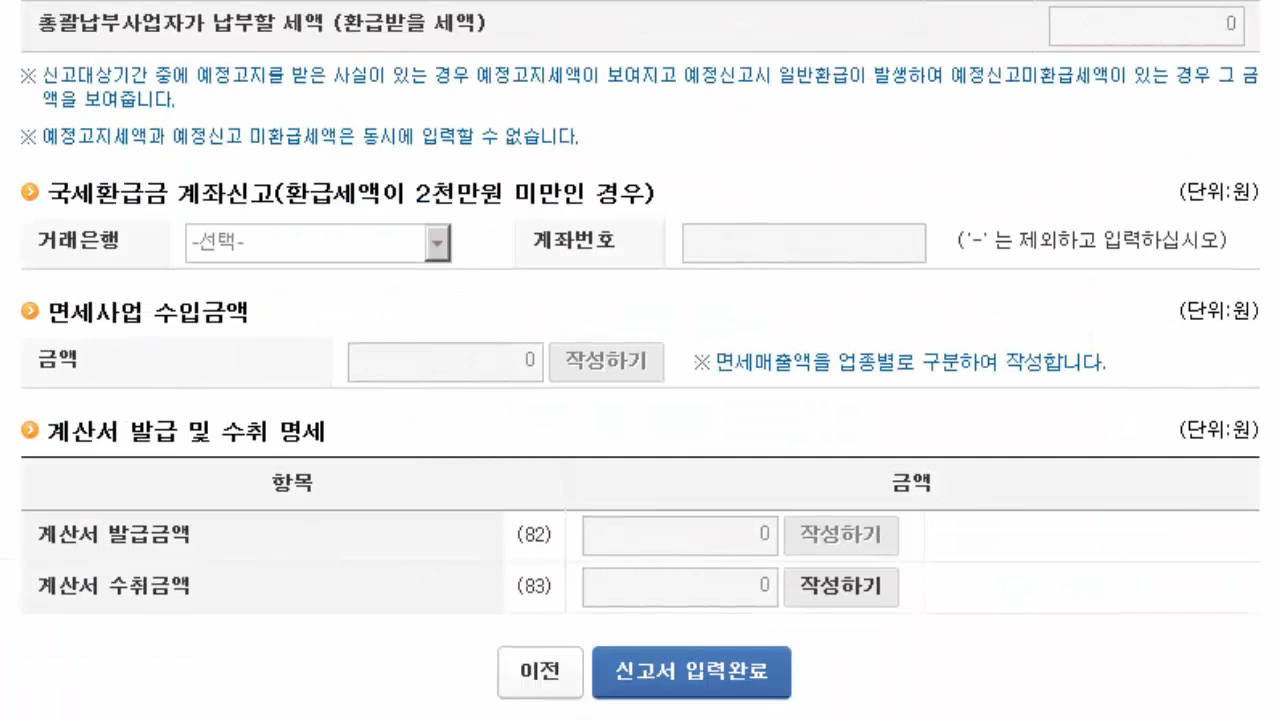 총괄납부사업자가 납부할 세액 (환급받을 세액) 0
※ 신고대상기간 중에 예정고지를 받은 사실이 있는 경우 예정고지세액이 보여지고 예정신고시 일반환급이 발생하여 예정신고미환급세액이 있는 경우 그 금
액을 보여줍니다.
※ 예정고지세액과 예정신고 미환급세액은 동시에 입력할 수 없습니다.
국세환급금 계좌신고(환급세액이 2천만원 미만인 경우) (단위:원)
거래은행 -선택- 계좌번호 ('-' 는 제외하고 입력하십시오)
면세사업 수입금액 (단위:원)
금액 0 작성하기 ※ 면세매출액을 업종별로 구분하여 작성합니다.
계산서 발급 및 수취 명세 (단위:원)
항목 금액
계산서 발급금액 (82) 0 작성하기
계산서 수취금액 (83) 0 작성하기
이전 신고서 입력완료